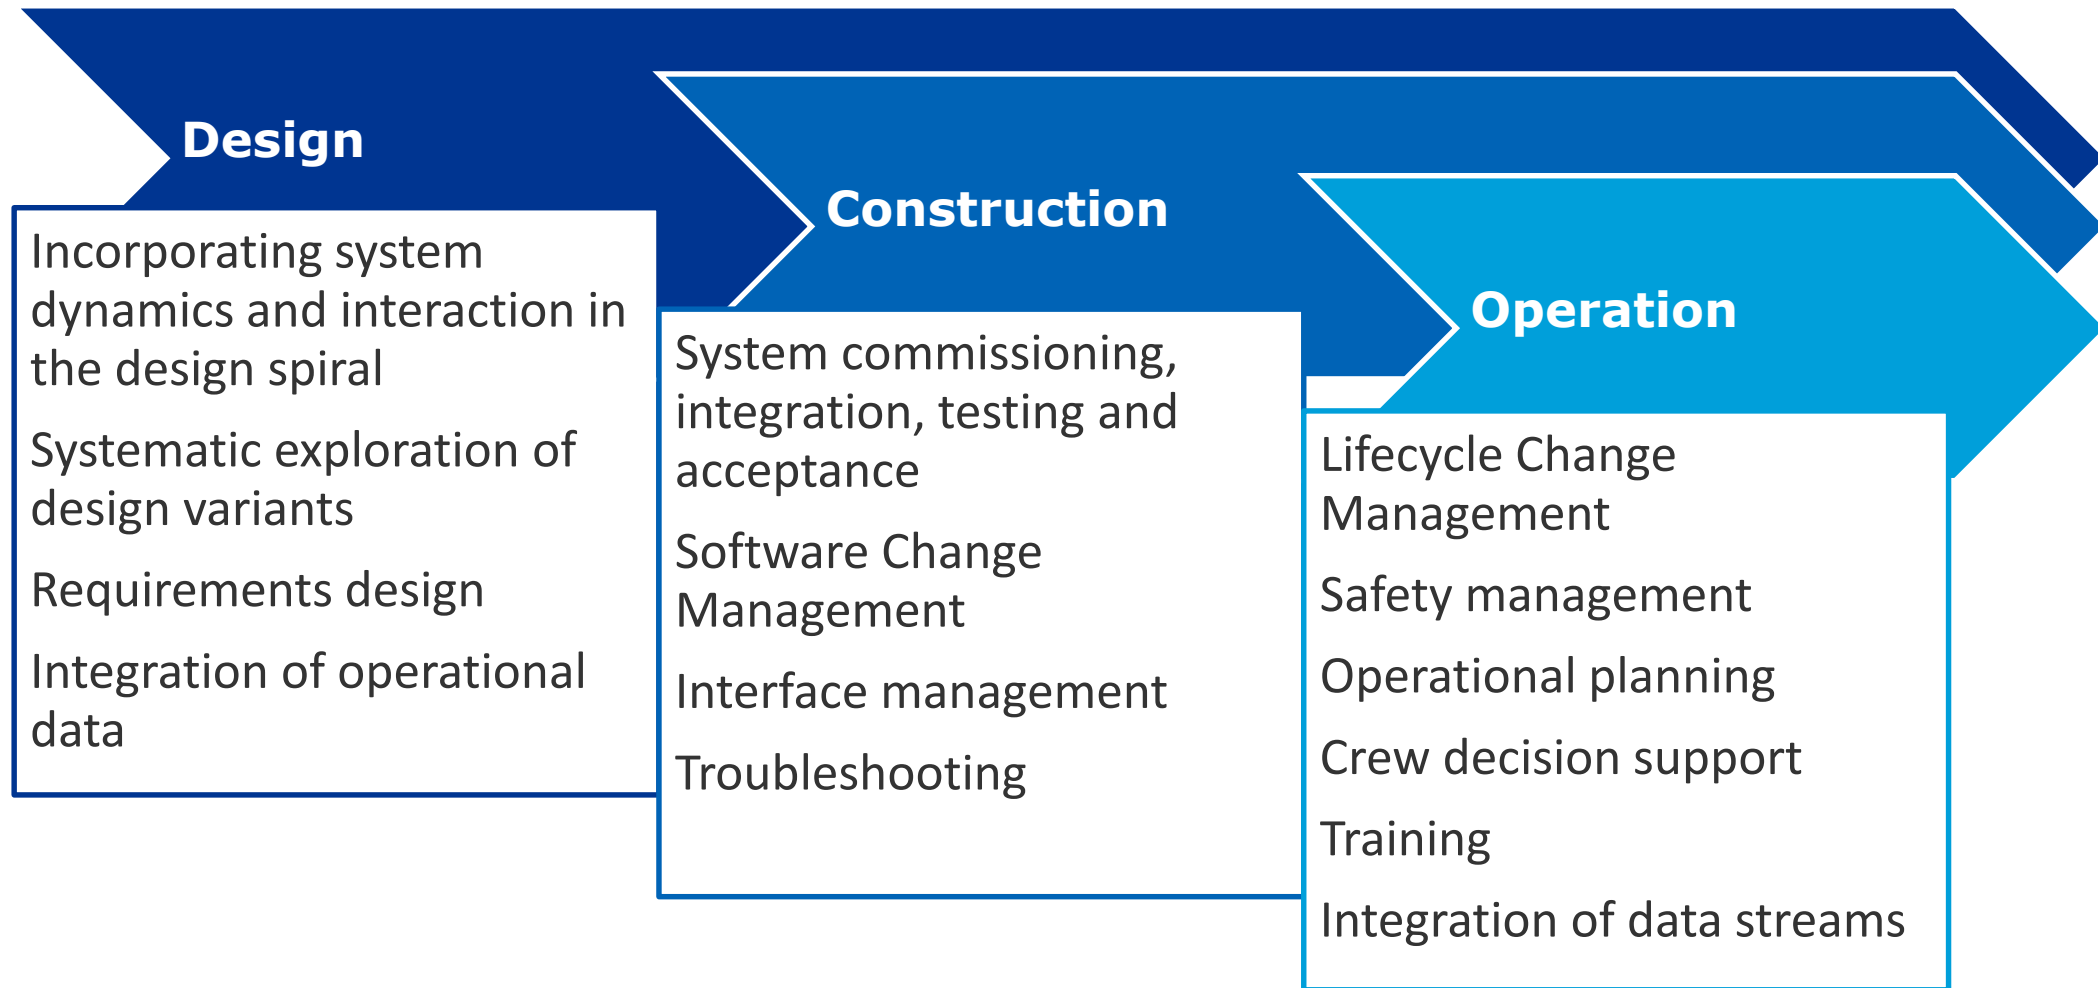 Design
Incorporating system
dynamics and interaction in
the design spiral
Systematic exploration of
design variants
Requirements design
Integration of operational
data
Construction
System commissioning,
integration, testing and
acceptance
Software Change
Management
Interface management
Troubleshooting
Operation
Lifecycle Change
Management
Safety management
Operational planning
Crew decision support
Training
Integration of data streams